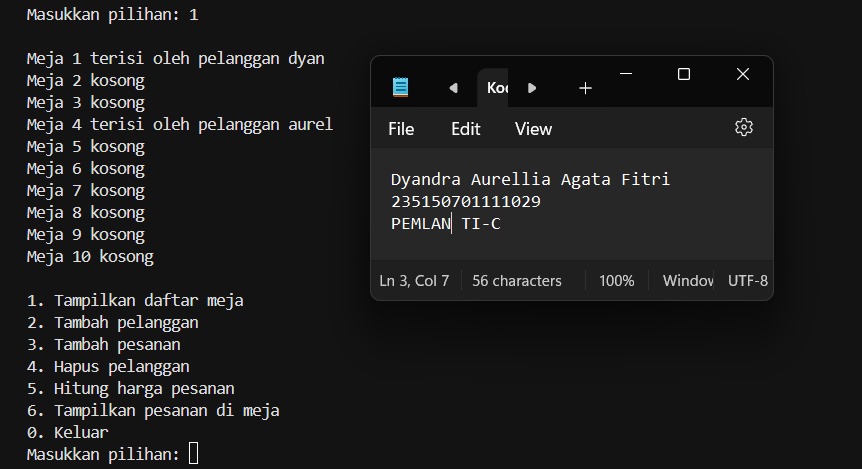 Masukkan pilihan: 1
Meja 1 terisi oleh pelanggan dyan
Meja 2 kosong
Meja 3 kosong
Meja 4 terisi oleh pelanggan aurel
Meja 5 kosong
Meja 6 kosong
Meja 7 kosong
Meja 8 kosong
Meja 9 kosong
Meja 10 kosong
1. Tampilkan daftar meja
2. Tambah pelanggan
3. Tambah pesanan
4. Hapus pelanggan
5. Hitung harga pesanan
6. Tampilkan pesanan di meja
0. Keluar
Masukkan pilihan:
File Edit View
Dyandra Aurellia Agata Fitri
235150701111029
PEMLAN TI-C
Ln 3, Col 7 56 characters 100% Window UTF-8